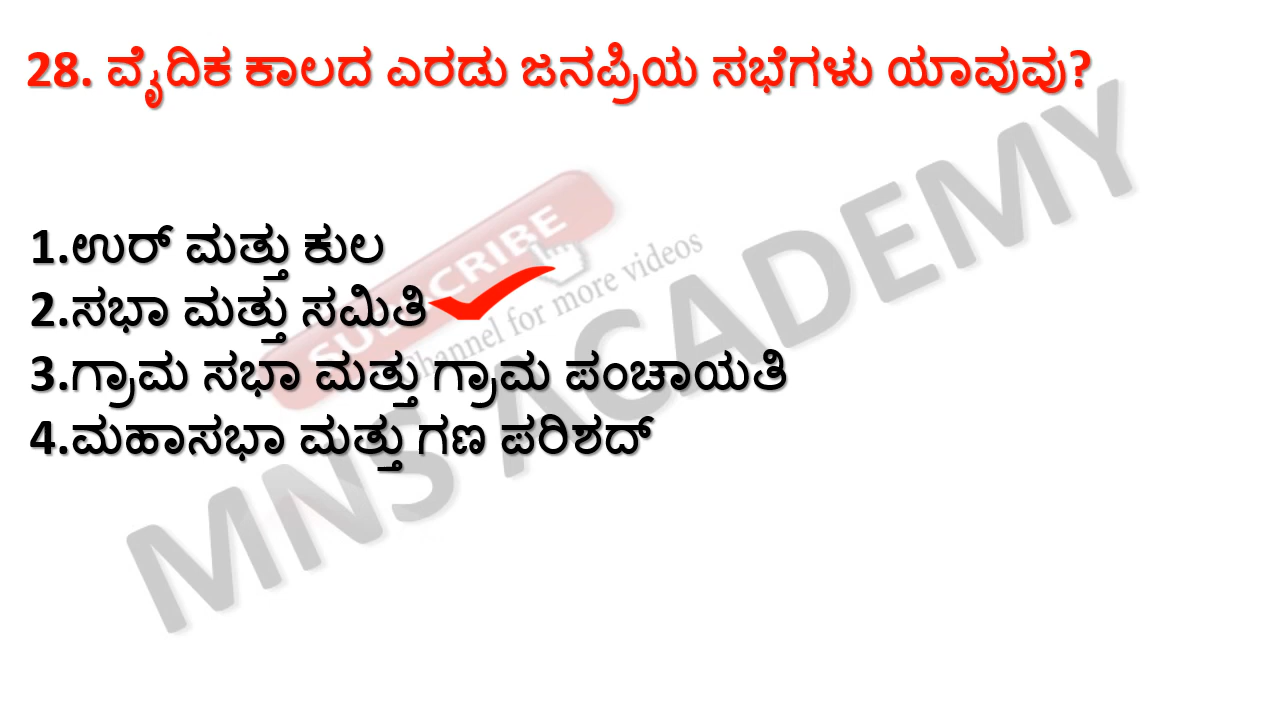 28. ವೈದಿಕ ಕಾಲದ ಎರಡು ಜನಪ್ರಿಯ ಸಭೆಗಳು ಯಾವುವು?
1.ಉರ್ ಮತ್ತು ಕುಲ
2.ಸಭಾ ಮತ್ತು ಸಮಿತಿ
3.ಗ್ರಾಮ ಸಭಾ ಮತ್ತು ಗ್ರಾಮ ಪಂಚಾಯತಿ
4.ಮಹಾಸಭಾ ಮತ್ತು ಗಣ ಪರಿಶದ್
SUBSCRIBE
channel for more videos
MNS ACADEMY